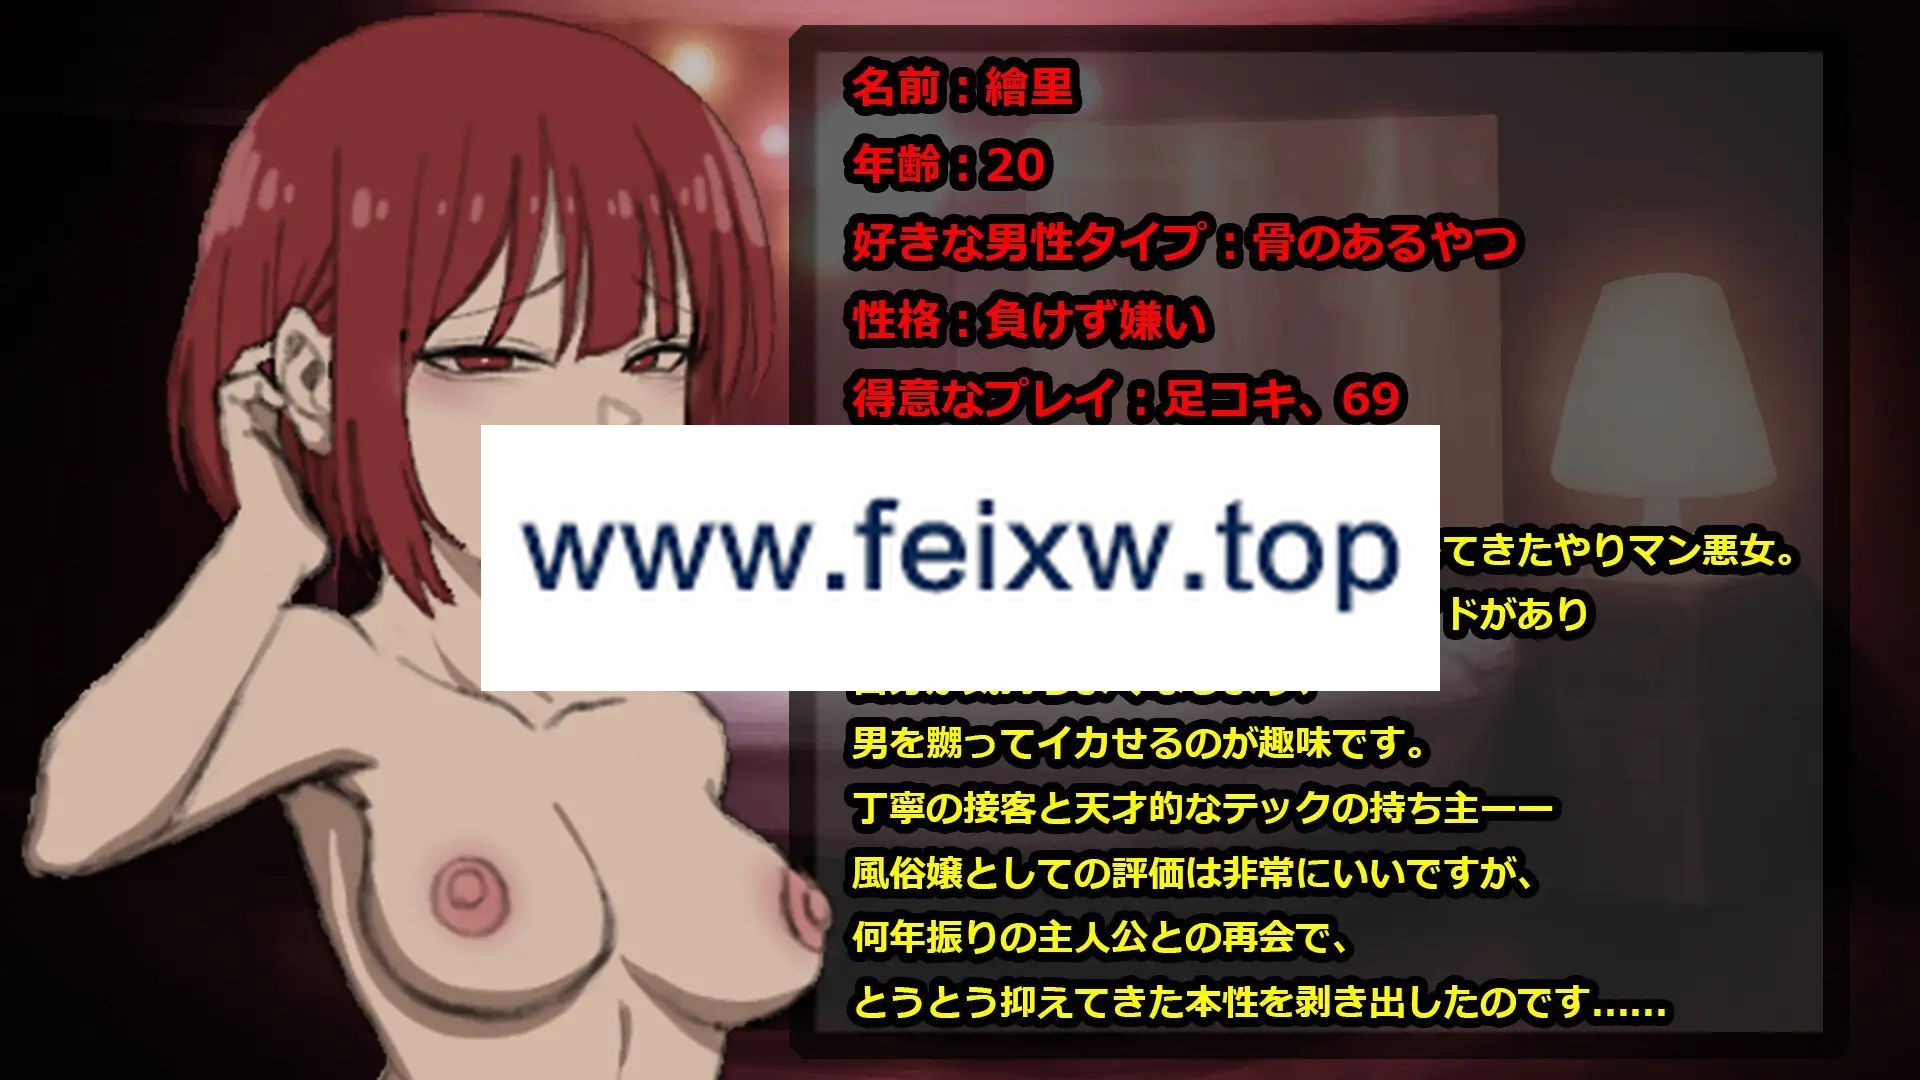 名前：繪里
年齢：20
好きな男性タイプ：骨のあるやつ
性格：負けず嫌い
得意なプレイ：足コキ、69
www.feixw.top
てきたやりマン悪女。
ドがあり
男を嬲ってイカせるのが趣味です。
丁寧の接客と天才的なテックの持ち主ーー
風俗嬢としての評価は非常にいいですが、
何年振りの主人公との再会で、
とうとう抑えてきた本性を剥き出したのです……